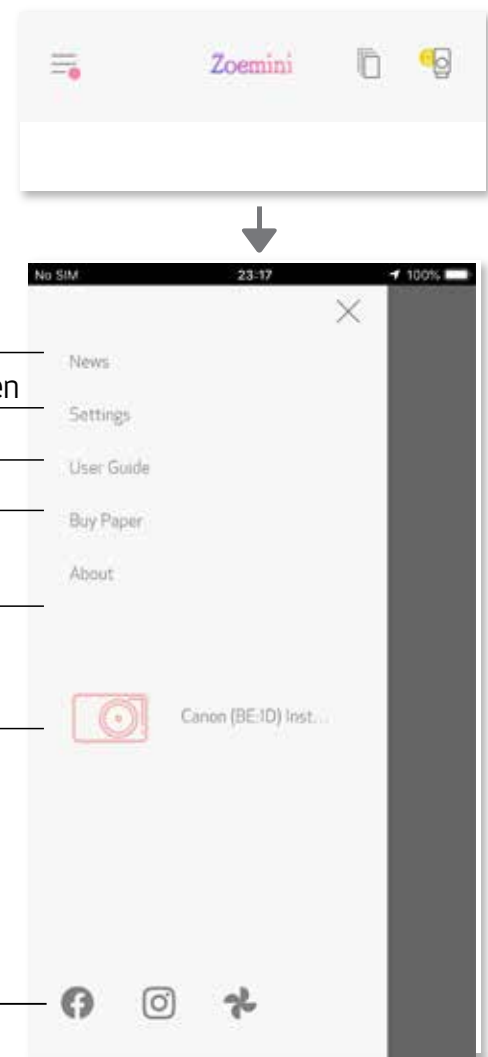 Zoemini
No SIM 23:17 100%
News
en
Settings
User Guide
Buy Paper
About
Canon (BE:1D) Inst...